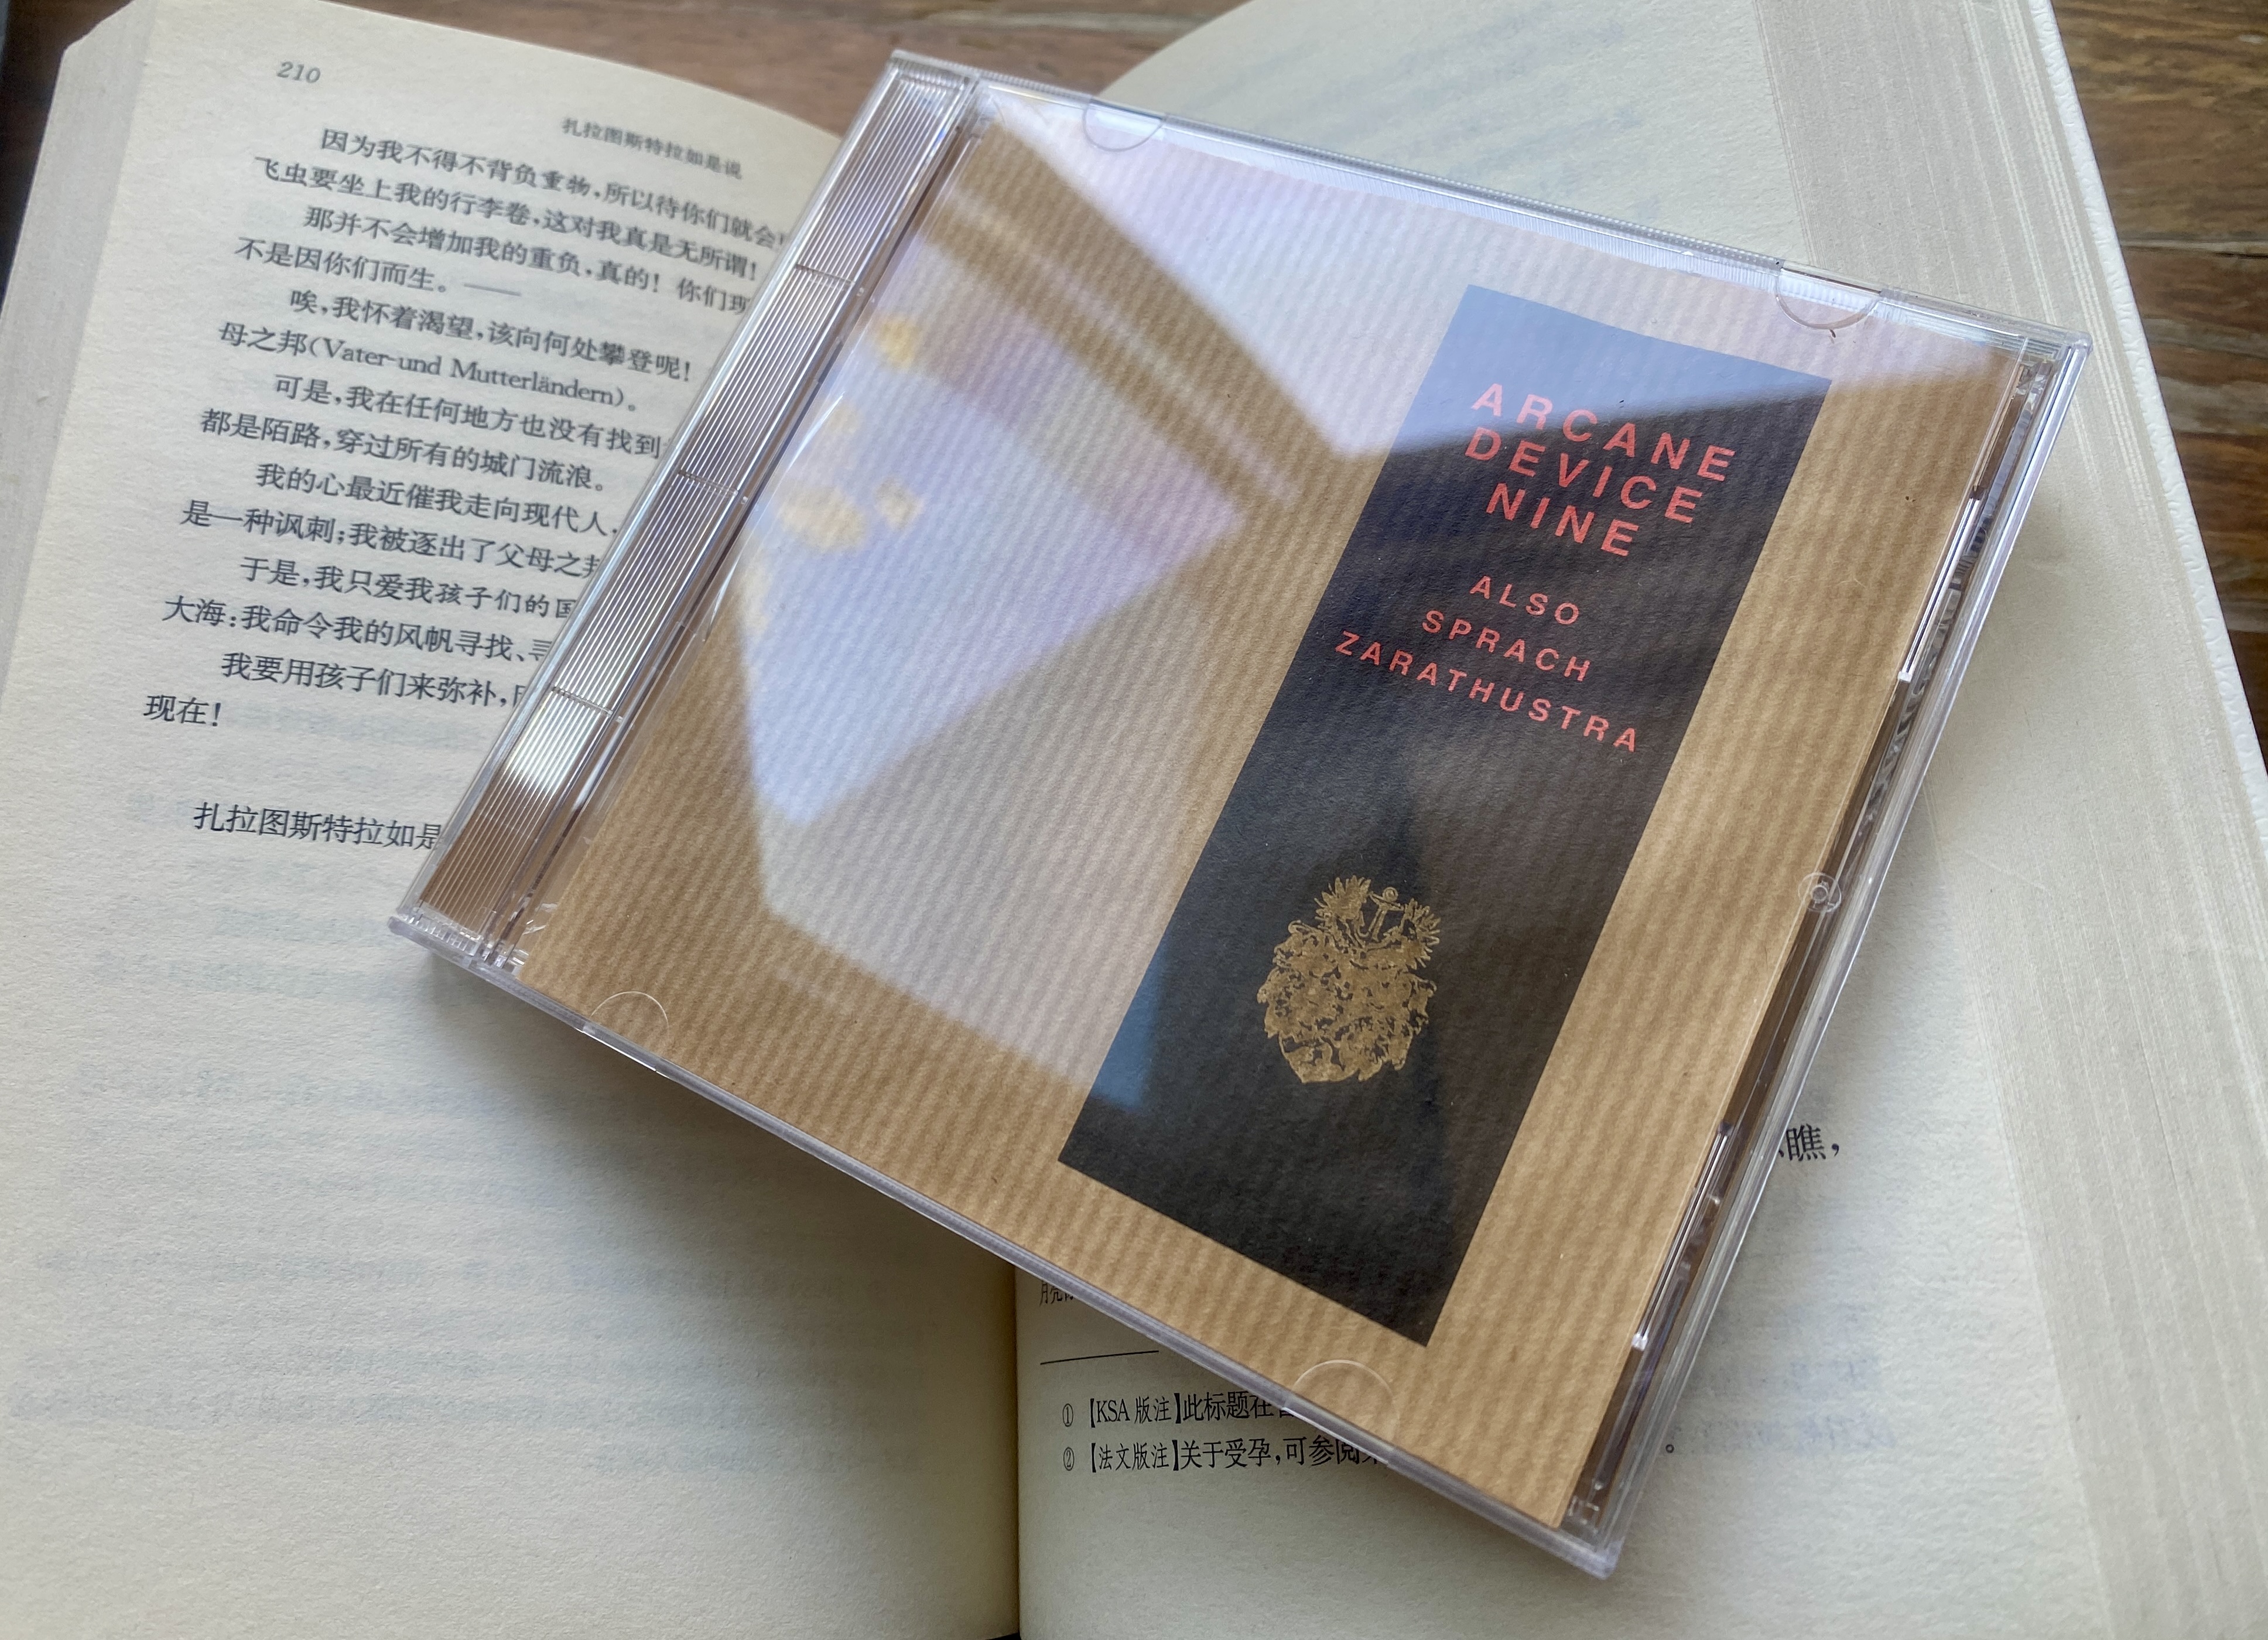 210
扎拉图斯特拉如是说
因为我不得不背负重物,所以待你们就会
飞虫要坐上我的行李卷,这对我真是无所谓!
那并不会增加我的重负,真的!你们现
不是因你们而生。——
唉,我怀着渴望,该向何处攀登呢!
母之邦(Vater-und Mutterländern)。
可是,我在任何地方也没有找到
都是陌路,穿过所有的城门流浪。
我的心最近催我走向现代人,
是一种讽刺;我被逐出了父母之邦
于是,我只爱我孩子们的国
大海:我命令我的风帆寻找、寻
我要用孩子们来弥补,
现在!
扎拉图斯特拉如是
ARCANE
DEVICE
NINE
ALSO
SPRACH
ZARATHUSTRA
瞧,
① 【KSA 版注】此标题在
② 【法文版注】关于受孕,可参阅
。